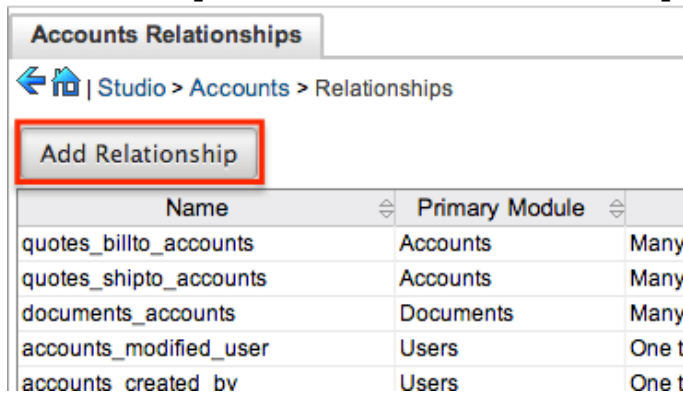 Accounts Relationships
| Studio > Accounts > Relationships
Add Relationship
Name Primary Module
quotes_billto_accounts Accounts Many
quotes_shipto_accounts Accounts Many
documents_accounts Documents Many
accounts_modified_user Users One t
accounts_created_by Users One t